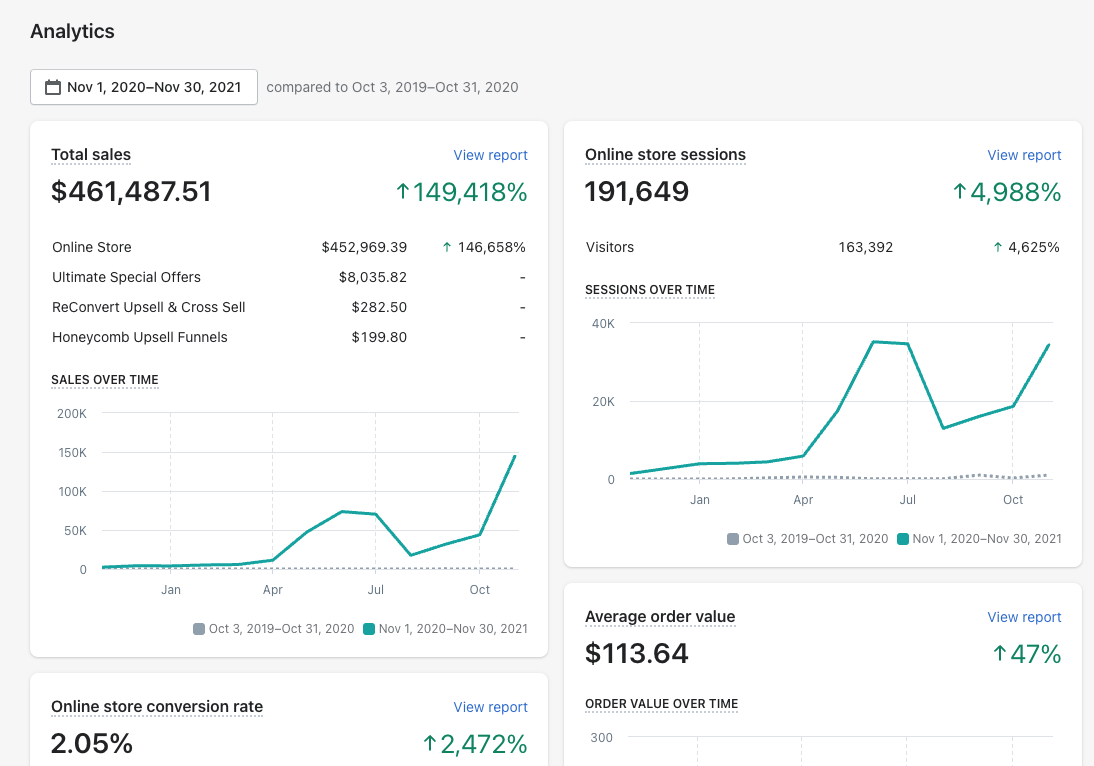 Analytics
Nov 1, 2020–Nov 30, 2021 compared to Oct 3, 2019–Oct 31, 2020
Total sales View report
$461,487.51 ↑149,418%
Online Store $452,969.39 ↑ 146,658%
Ultimate Special Offers $8,035.82 -
ReConvert Upsell & Cross Sell $282.50 -
Honeycomb Upsell Funnels $199.80 -
SALES OVER TIME
200K
150K
100K
50K
0
Jan Apr Jul Oct
Oct 3, 2019–Oct 31, 2020 Nov 1, 2020–Nov 30, 2021
Online store conversion rate View report
2.05% ↑2,472%
Online store sessions View report
191,649 ↑4,988%
Visitors 163,392 ↑ 4,625%
SESSIONS OVER TIME
40K
20K
0
Jan Apr Jul Oct
Oct 3, 2019–Oct 31, 2020 Nov 1, 2020–Nov 30, 2021
Average order value View report
$113.64 ↑47%
ORDER VALUE OVER TIME
300